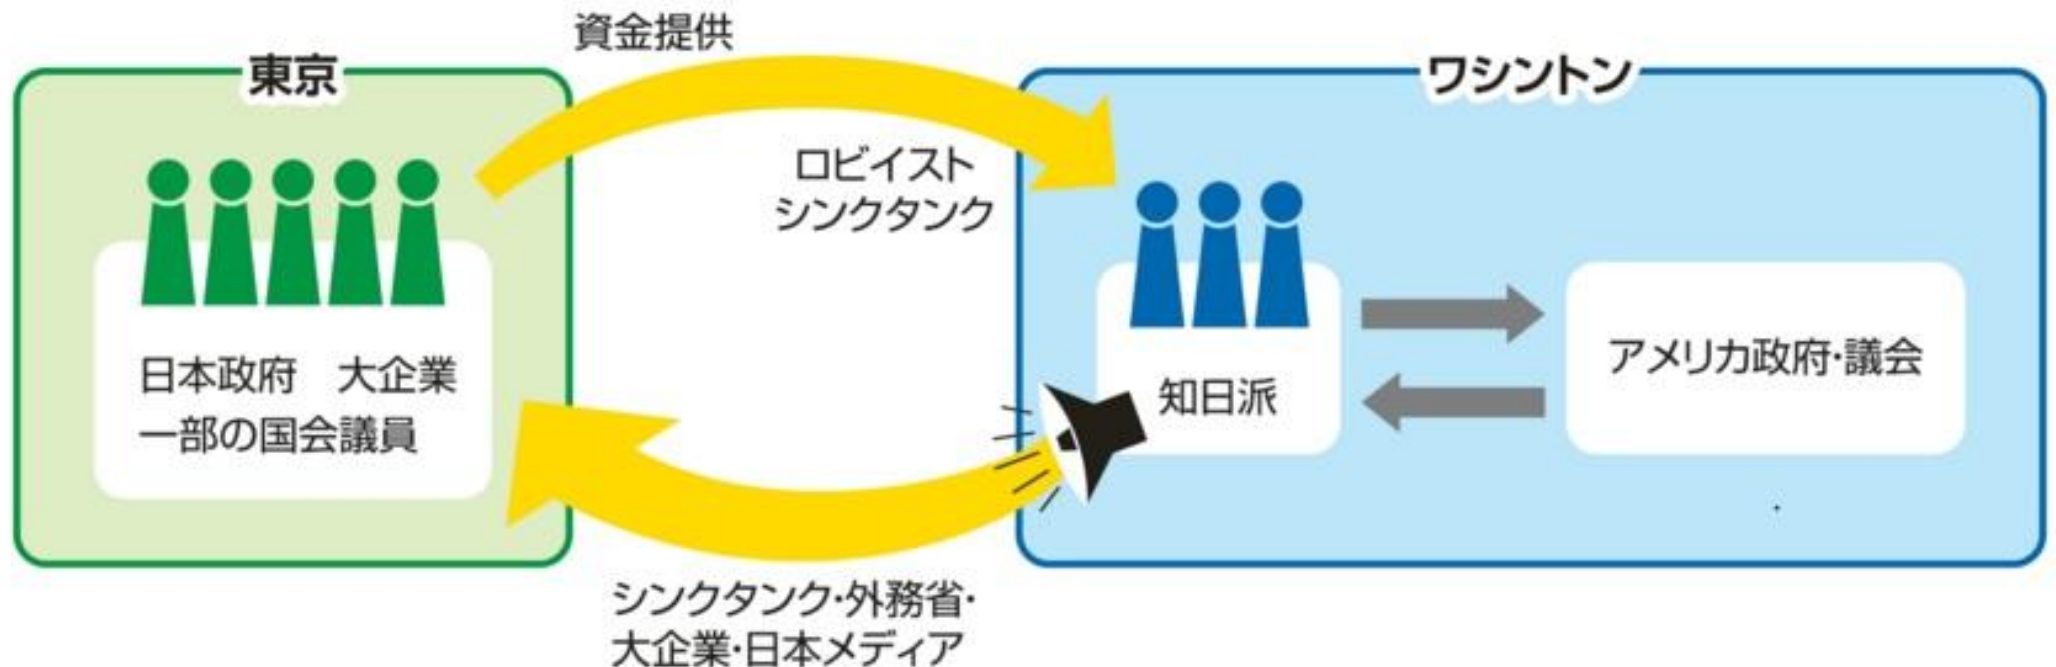 資金提供
東京
ワシントン
ロビイスト
シンクタンク
日本政府　大企業
一部の国会議員
知日派
アメリカ政府･議会
シンクタンク･外務省･
大企業･日本メディア